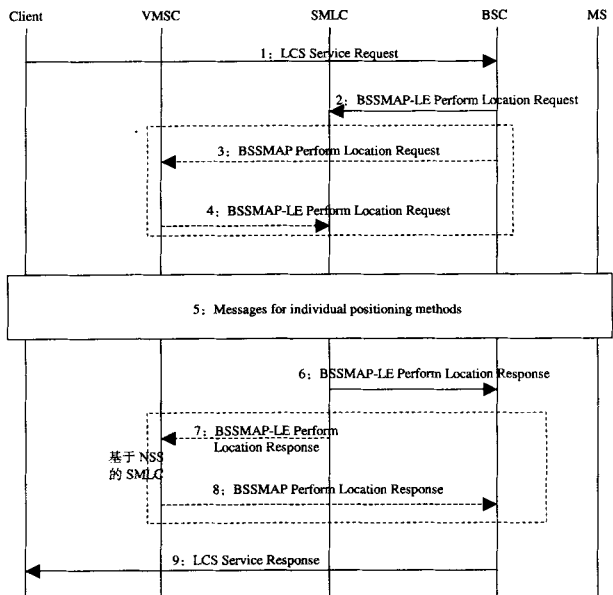 Client VMSC SMLC BSC MS
1：LCS Service Request
2：BSSMAP-LE Perform Location Request
3：BSSMAP Perform Location Request
4：BSSMAP-LE Perform Location Request
5：Messages for individual positioning methods
6：BSSMAP-LE Perform Location Response
7：BSSMAP-LE Perform
Location Response
基于 NSS
的 SMLC
8：BSSMAP Perform Location Response
9：LCS Service Response